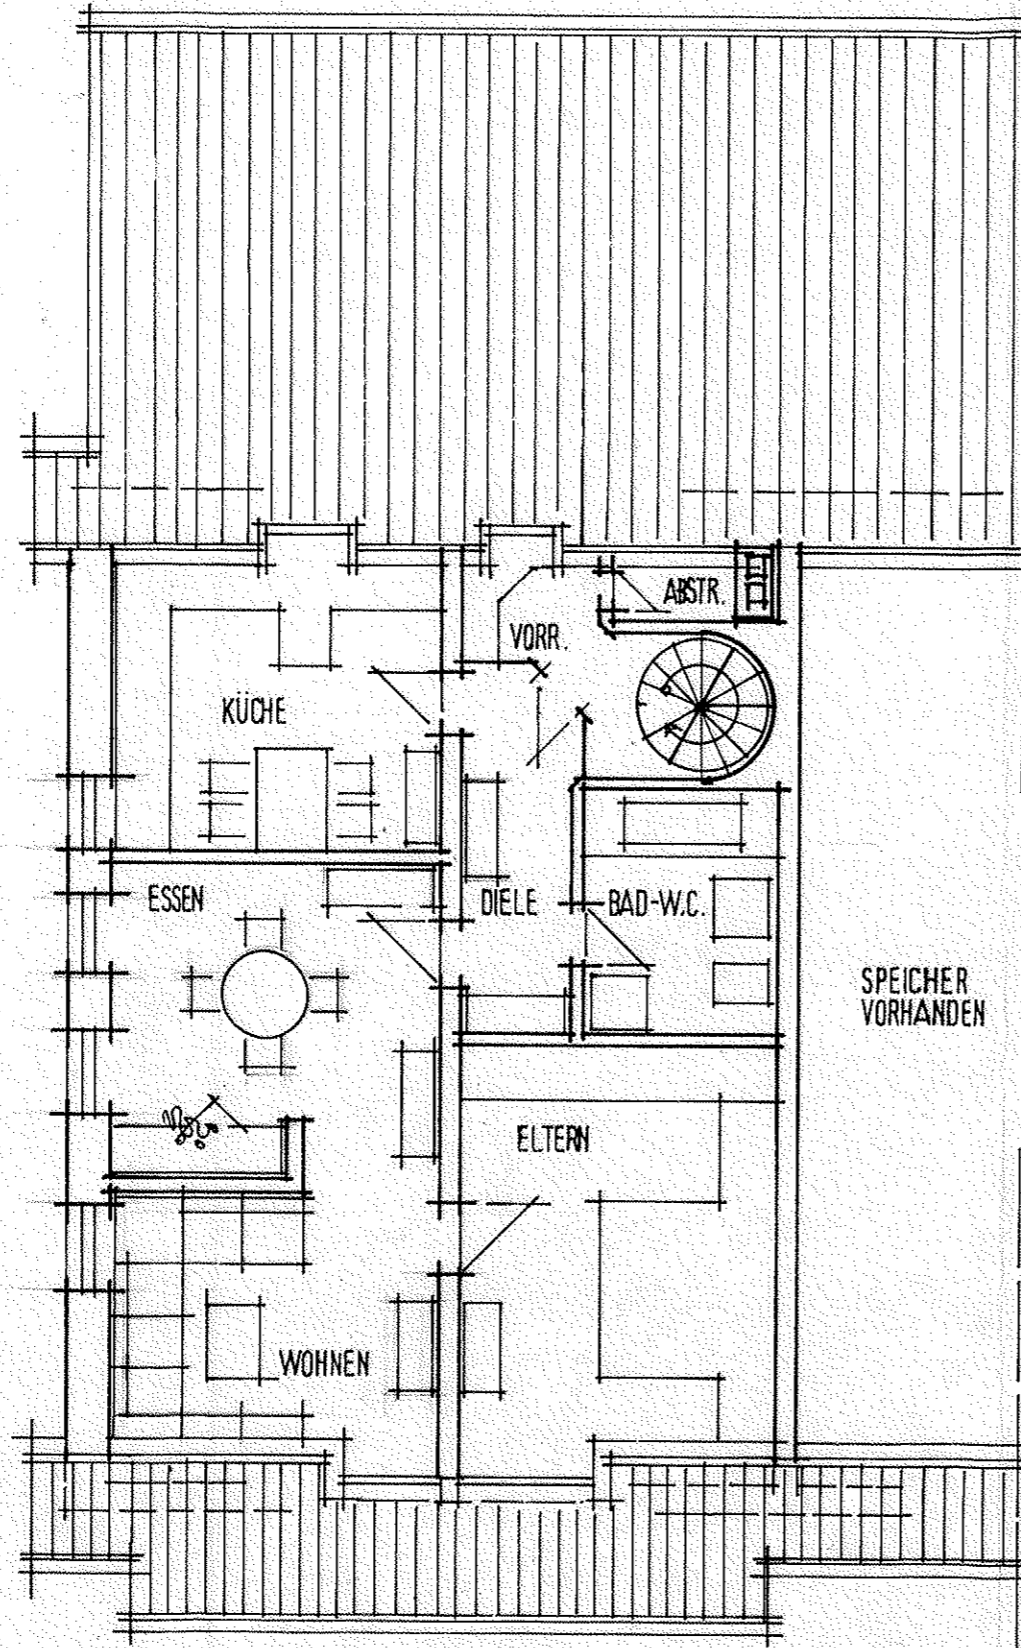 ABSTR.
VORR.
KÜCHE
ESSEN
DIELE
BAD-W.C.
SPEICHER
VORHANDEN
ELTERN
WOHNEN